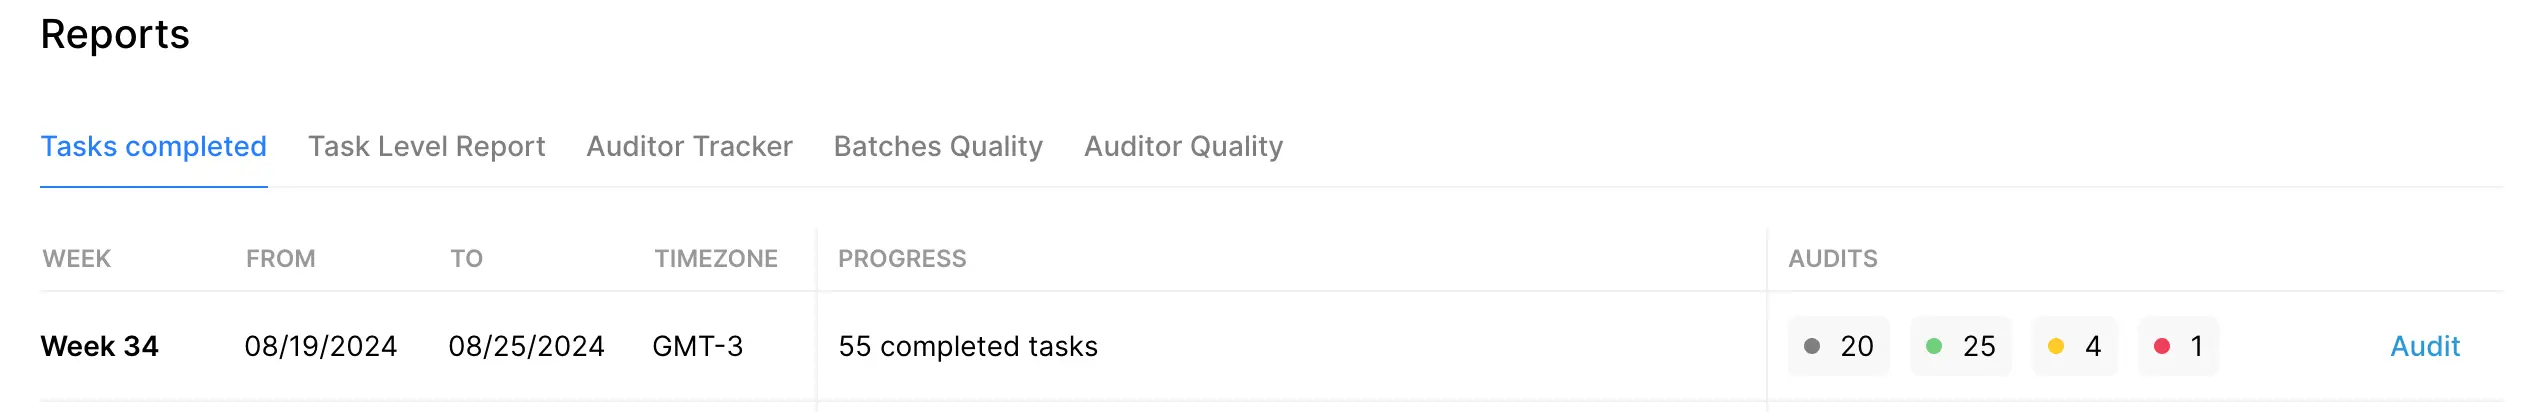 Reports
Tasks completed Task Level Report Auditor Tracker Batches Quality Auditor Quality
WEEK FROM TO TIMEZONE PROGRESS AUDITS
Week 34 08/19/2024 08/25/2024 GMT-3 55 completed tasks 20 25 4 1 Audit